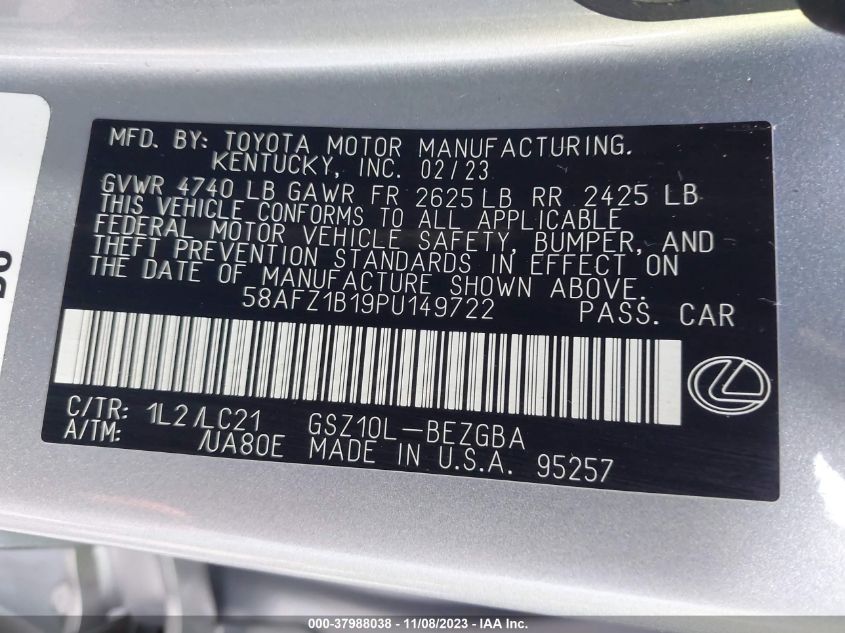 MFD. BY: TOYOTA MOTOR MANUFACTURING.
KENTUCKY, INC. 02/23
GVWR 4740 LB GAWR FR 2625 LB RR 2425 LB
THIS VEHICLE CONFORMS TO ALL APPLICABLE
FEDERAL MOTOR VEHICLE SAFETY, BUMPER, AND
THEFT PREVENTION STANDARDS IN EFFECT ON
THE DATE OF MANUFACTURE SHOWN ABOVE.
58AFZ1B19PU149722 PASS. CAR
C/TR: 1L2/LC21 GSZ10L-BEZGBA
A/TM: /UA80E MADE IN U.S.A. 95257
000-37988038 - 11/08/2023 - IAA Inc.